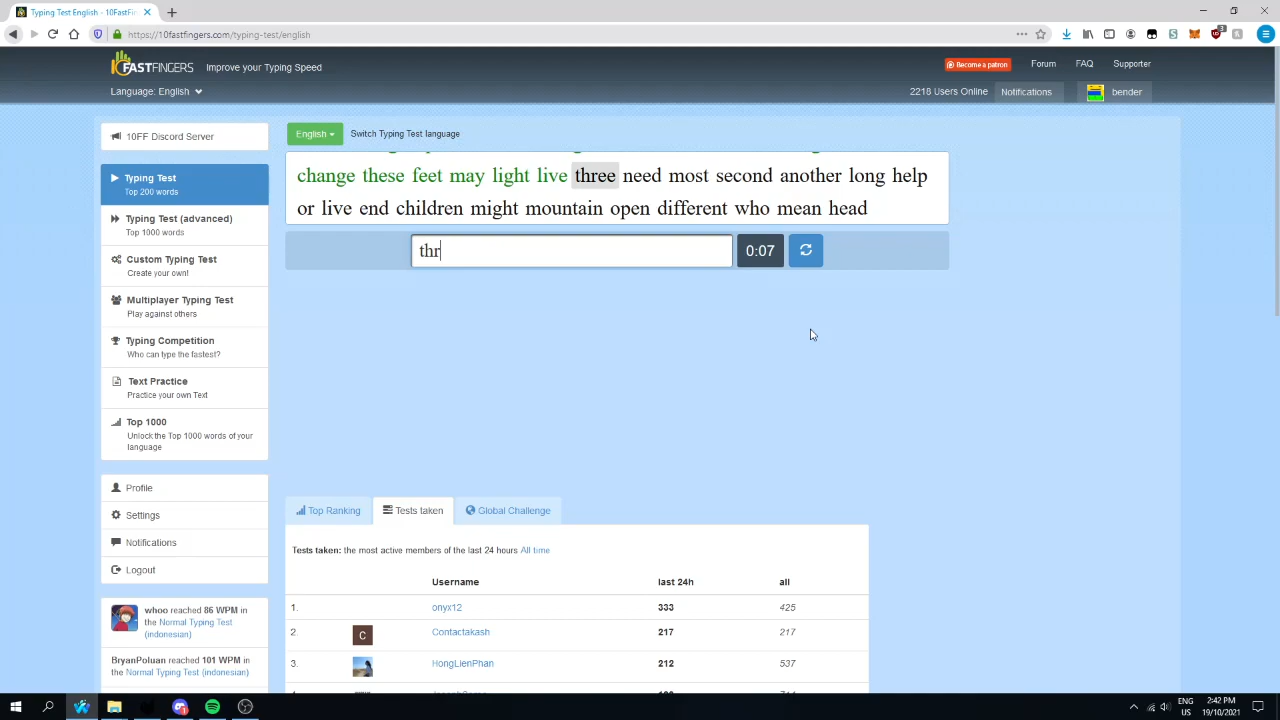 Typing Test English - 10FastF
https://10fastfingers.com/typing-test/english
3
10FASTFINGERS Improve your Typing Speed
Become a patron Forum FAQ Supporter
Language: English
2218 Users Online Notifications bender
10FF Discord Server
Typing Test
Top 200 words
Typing Test (advanced)
Top 1000 words
Custom Typing Test
Create your own!
Multiplayer Typing Test
Play against others
Typing Competition
Who can type the fastest?
Text Practice
Practice your own Text
Top 1000
Unlock the Top 1000 words of your
language
Profile
Settings
Notifications
Logout
whoo reached 86 WPM in
the Normal Typing Test
(indonesian)
BryanPoluan reached 101 WPM in
the Normal Typing Test (indonesian)
English Switch Typing Test language
change these feet may light live three need most second another long help
or live end children might mountain open different who mean head
thr 0:07
Top Ranking Tests taken Global Challenge
Tests taken: the most active members of the last 24 hours All time
Username last 24h all
1. onyx12 333 425
2. C Contactakash 217 217
3. HongLienPhan 212 537
ENG
US
2:42 PM
19/10/2021